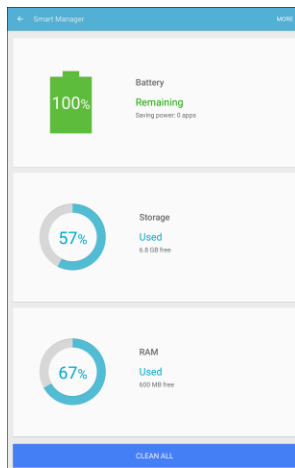 ← Smart Manager MORE
Battery
100%
Remaining
Saving power: 0 apps
Storage
57%
Used
6.8 GB free
RAM
67%
Used
600 MB free
CLEAN ALL